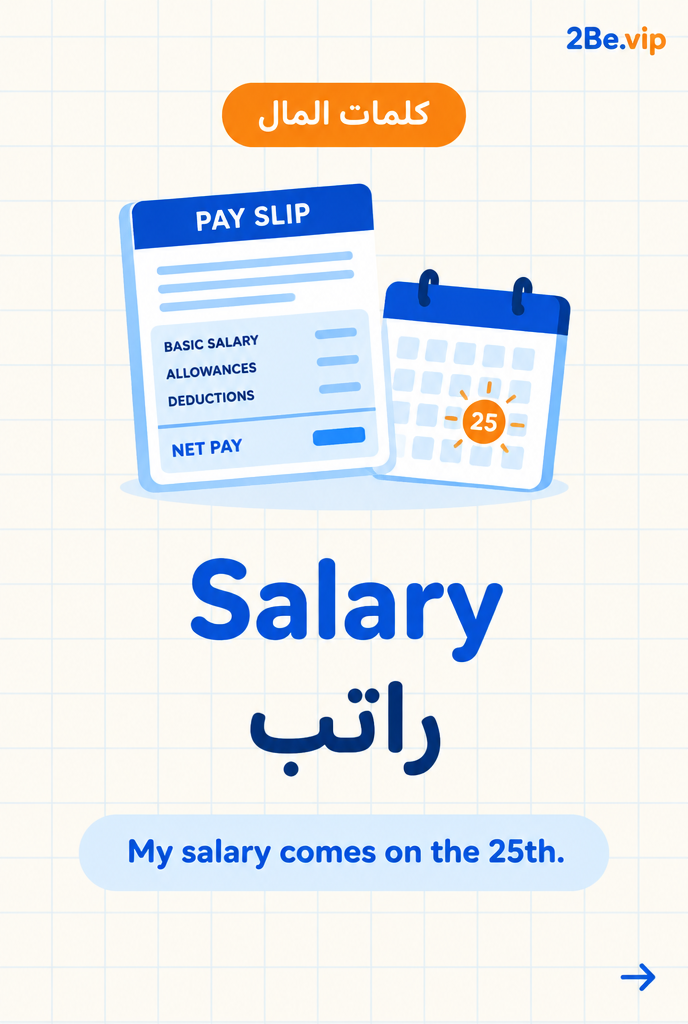 2Be.vip
كلمات المال
PAY SLIP
BASIC SALARY
ALLOWANCES
DEDUCTIONS
NET PAY
25
Salary
راتب
My salary comes on the 25th.